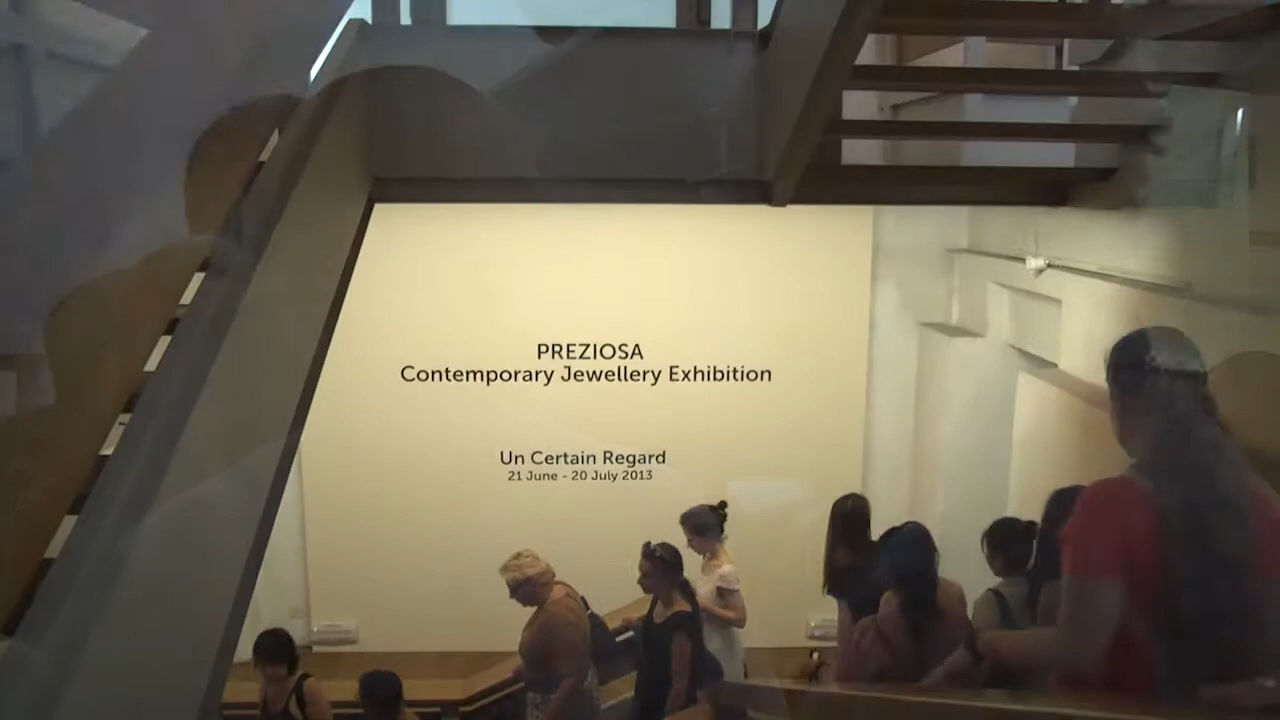 PREZIOSA
Contemporary Jewellery Exhibition
Un Certain Regard
21 June - 20 July 2013